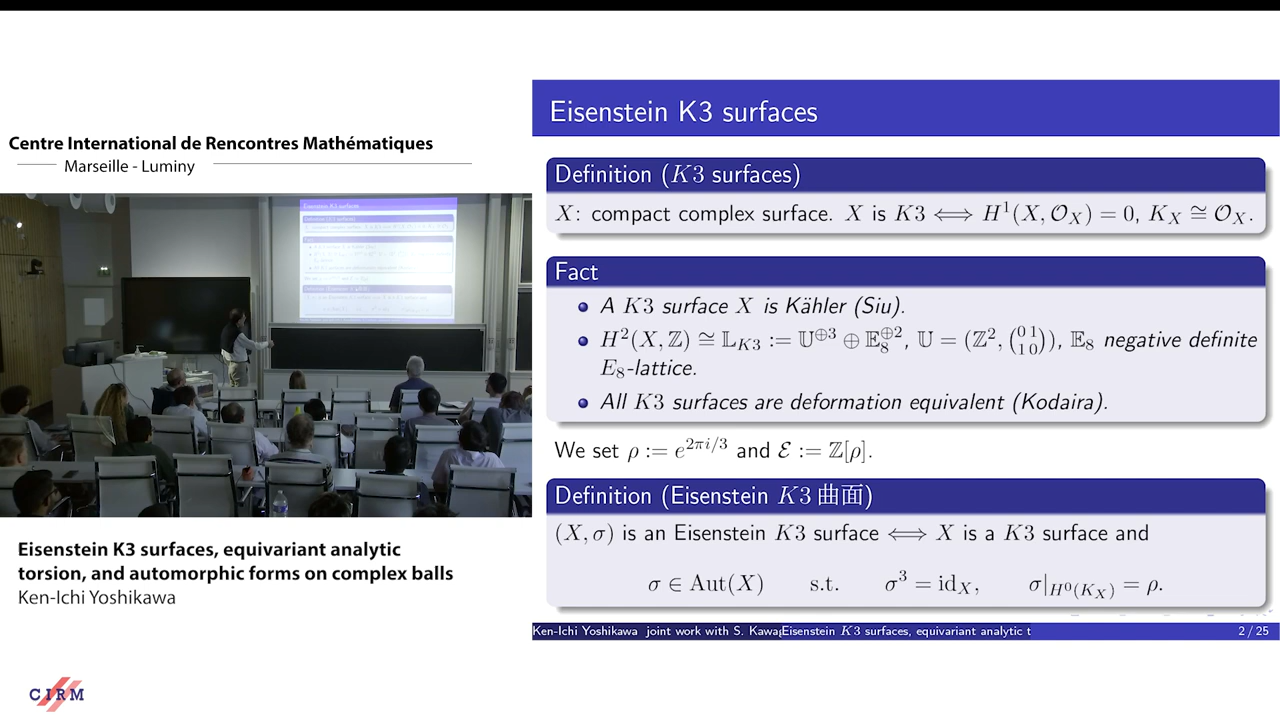 Centre International de Rencontres Mathématiques
Marseille - Luminy
Eisenstein K3 surfaces, equivariant analytic
torsion, and automorphic forms on complex balls
Ken-Ichi Yoshikawa
CIRM
Eisenstein K3 surfaces
Definition (K3 surfaces)
X: compact complex surface. X is K3 ⟺ H¹(X, 𝒪_X) = 0, K_X ≅ 𝒪_X.
Fact
A K3 surface X is Kähler (Siu).
H²(X, ℤ) ≅ 𝕃_{K3} := 𝕌^{⊕3} ⊕ 𝔼_8^{⊕2}, 𝕌 = (ℤ², (0 1 1 0)), 𝔼_8 negative definite
E_8-lattice.
All K3 surfaces are deformation equivalent (Kodaira).
We set ρ := e^{2πi/3} and ℰ := ℤ[ρ].
Definition (Eisenstein K3 曲面)
(X, σ) is an Eisenstein K3 surface ⟺ X is a K3 surface and
σ ∈ Aut(X) s.t. σ³ = id_X, σ|_{H⁰(K_X)} = ρ.
Ken-Ichi Yoshikawa joint work with S. Kawa Eisenstein K3 surfaces, equivariant analytic t 2 / 25